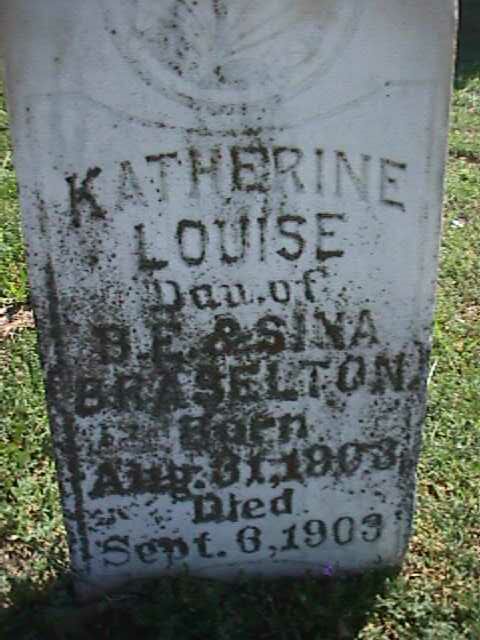 KATHERINE
LOUISE
Dau. of
B.E. & SINA
BRASELTON.
Born
Aug. 31, 1903
Died
Sept. 6, 1903